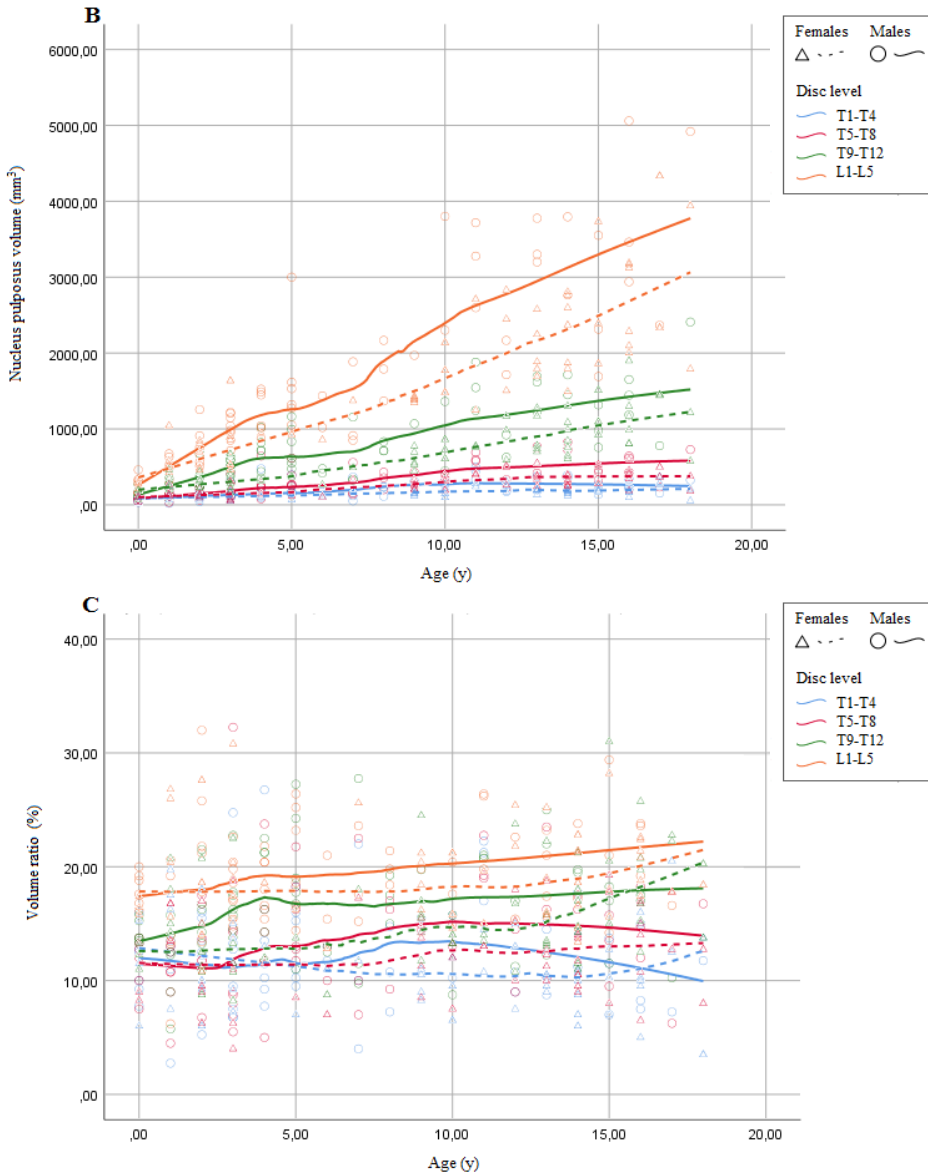 B
Females Males
Disc level
T1-T4
T5-T8
T9-T12
L1-L5
Nucleus pulposus volume (mm³)
6000,00
5000,00
4000,00
3000,00
2000,00
1000,00
,00
,00 5,00 10,00 15,00 20,00
Age (y)
C
Females Males
Disc level
T1-T4
T5-T8
T9-T12
L1-L5
Volume ratio (%)
40,00
30,00
20,00
10,00
,00
,00 5,00 10,00 15,00 20,00
Age (y)